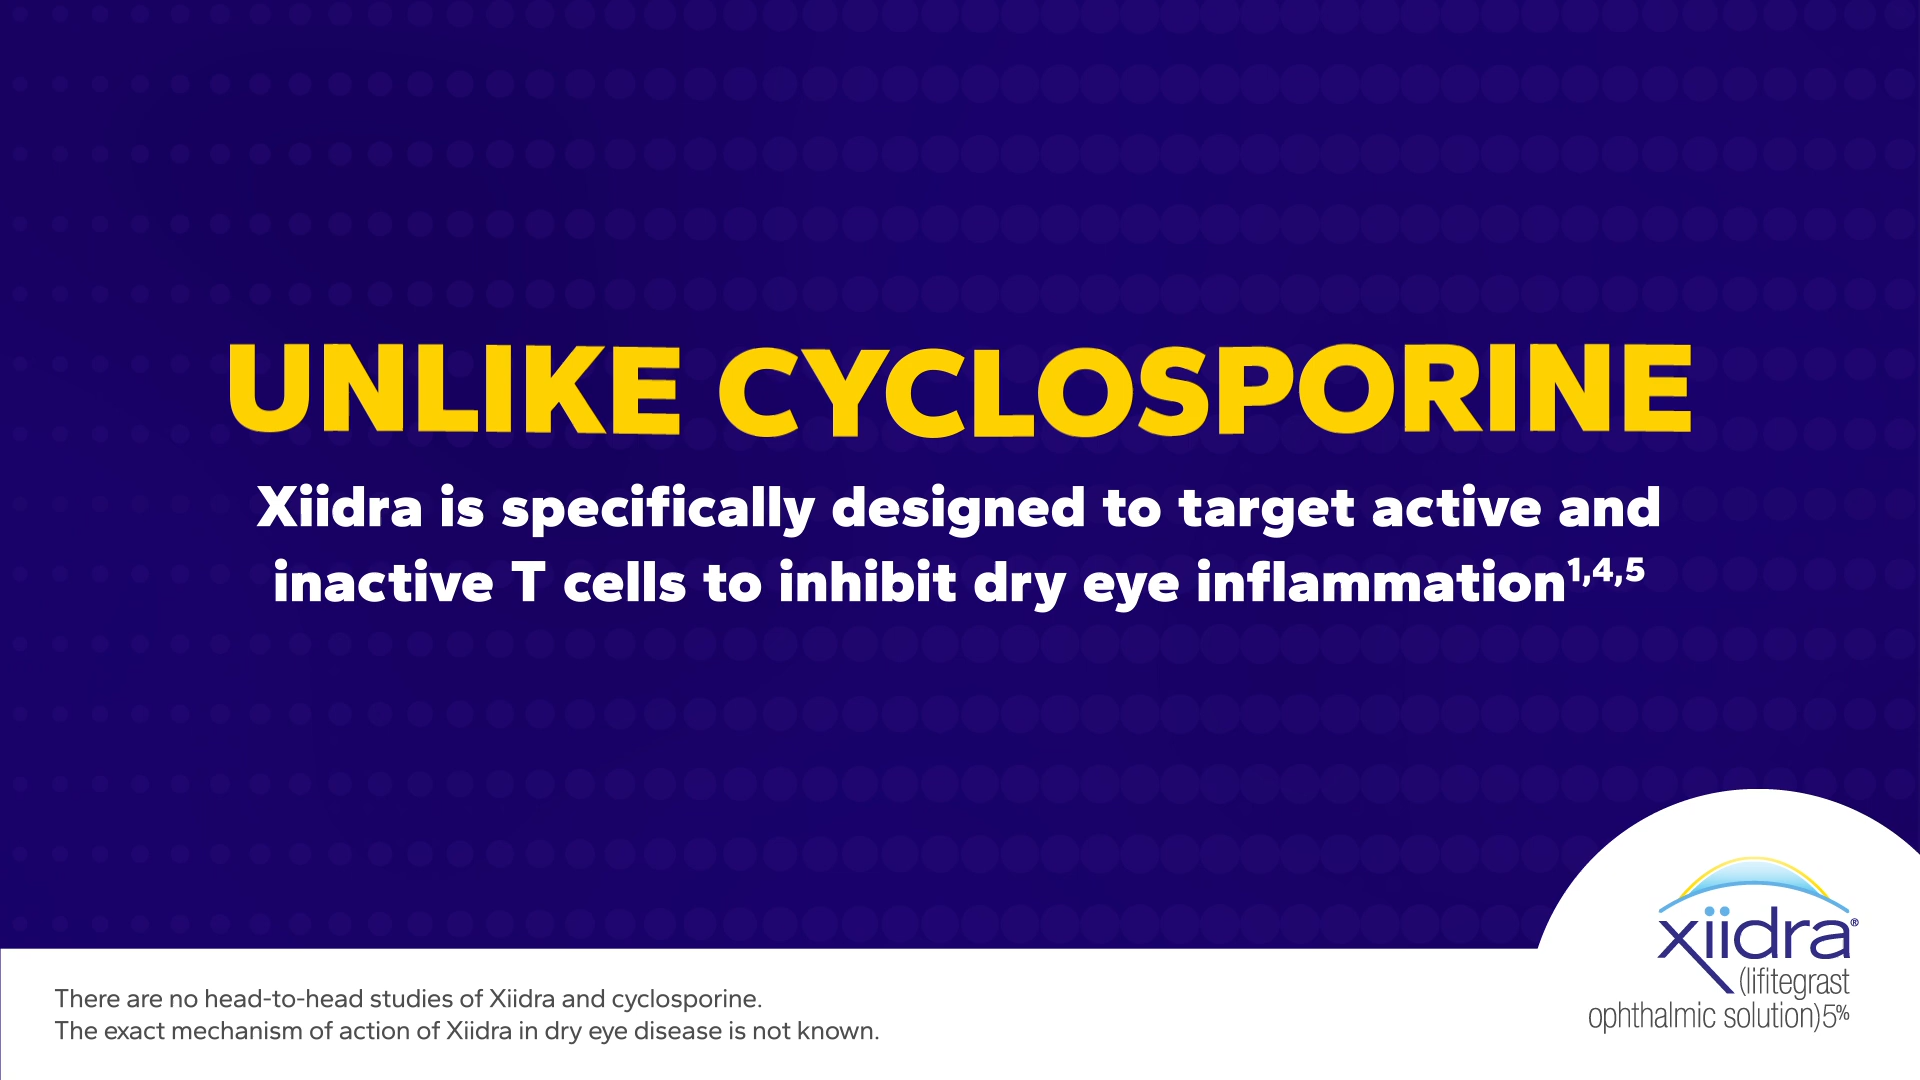 UNLIKE CYCLOSPORINE
Xiidra is specifically designed to target active and
inactive T cells to inhibit dry eye inflammation1,4,5
xiidra®
(lifitegrast
ophthalmic solution)5%
There are no head-to-head studies of Xiidra and cyclosporine.
The exact mechanism of action of Xiidra in dry eye disease is not known.